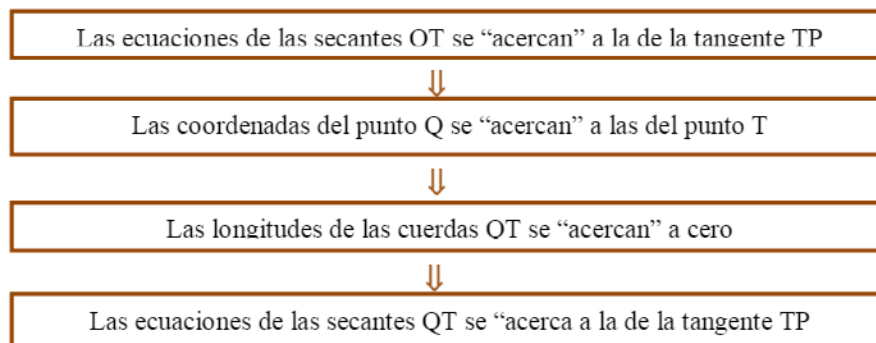 Las ecuaciones de las secantes QT se “acercan” a la de la tangente TP
⇓
Las coordenadas del punto Q se “acercan” a las del punto T
⇓
Las longitudes de las cuerdas QT se “acercan” a cero
⇓
Las ecuaciones de las secantes QT se “acerca a la de la tangente TP